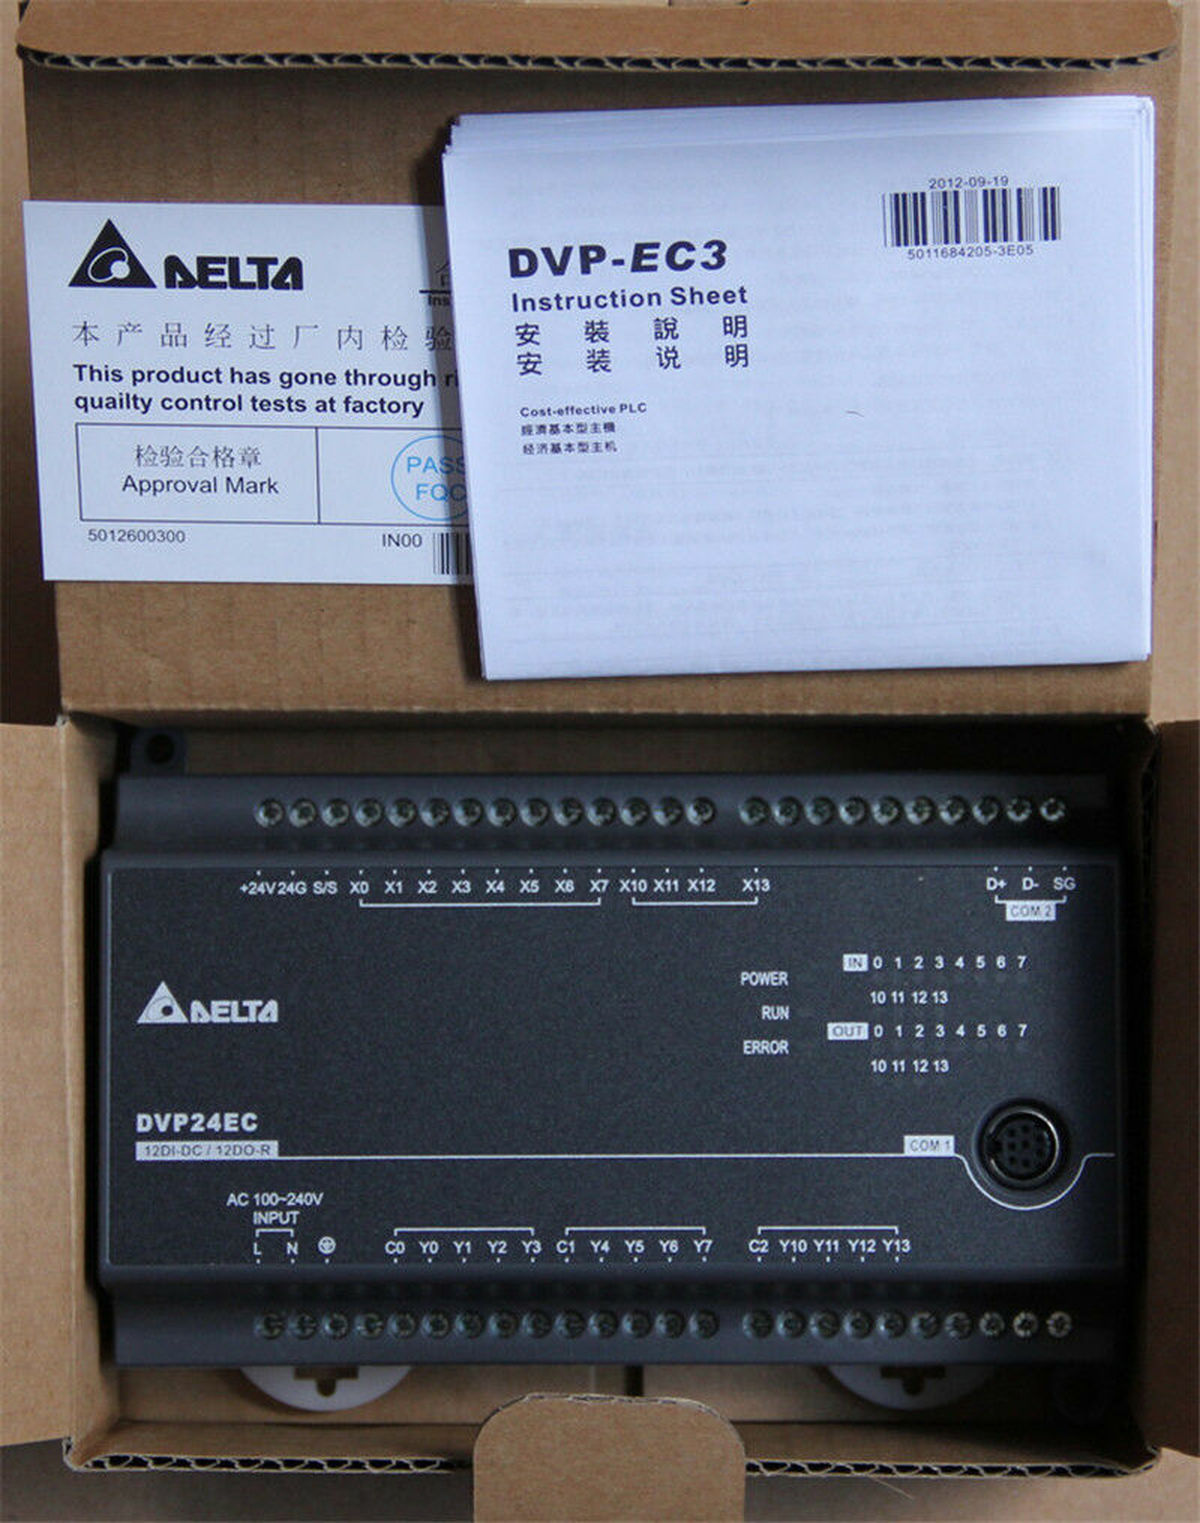 DELTA
本产品经过厂内检验
This product has gone through
quailty control tests at factory
检验合格章
Approval Mark
PASS
FQC
5012600300
IN00
2012-09-19
5011684205-3E05
DVP-EC3
Instruction Sheet
安裝說明
安装说明
Cost-effective PLC
經濟基本型主機
经济基本型主机
+24V 24G S/S X0 X1 X2 X3 X4 X5 X6 X7 X10 X11 X12 X13
D+ D- SG
COM 2
IN 0 1 2 3 4 5 6 7
10 11 12 13
OUT 0 1 2 3 4 5 6 7
10 11 12 13
POWER
RUN
ERROR
DELTA
DVP24EC
12DI-DC / 12DO-R
COM 1
AC 100~240V
INPUT
L N
C0 Y0 Y1 Y2 Y3 C1 Y4 Y5 Y6 Y7 C2 Y10 Y11 Y12 Y13